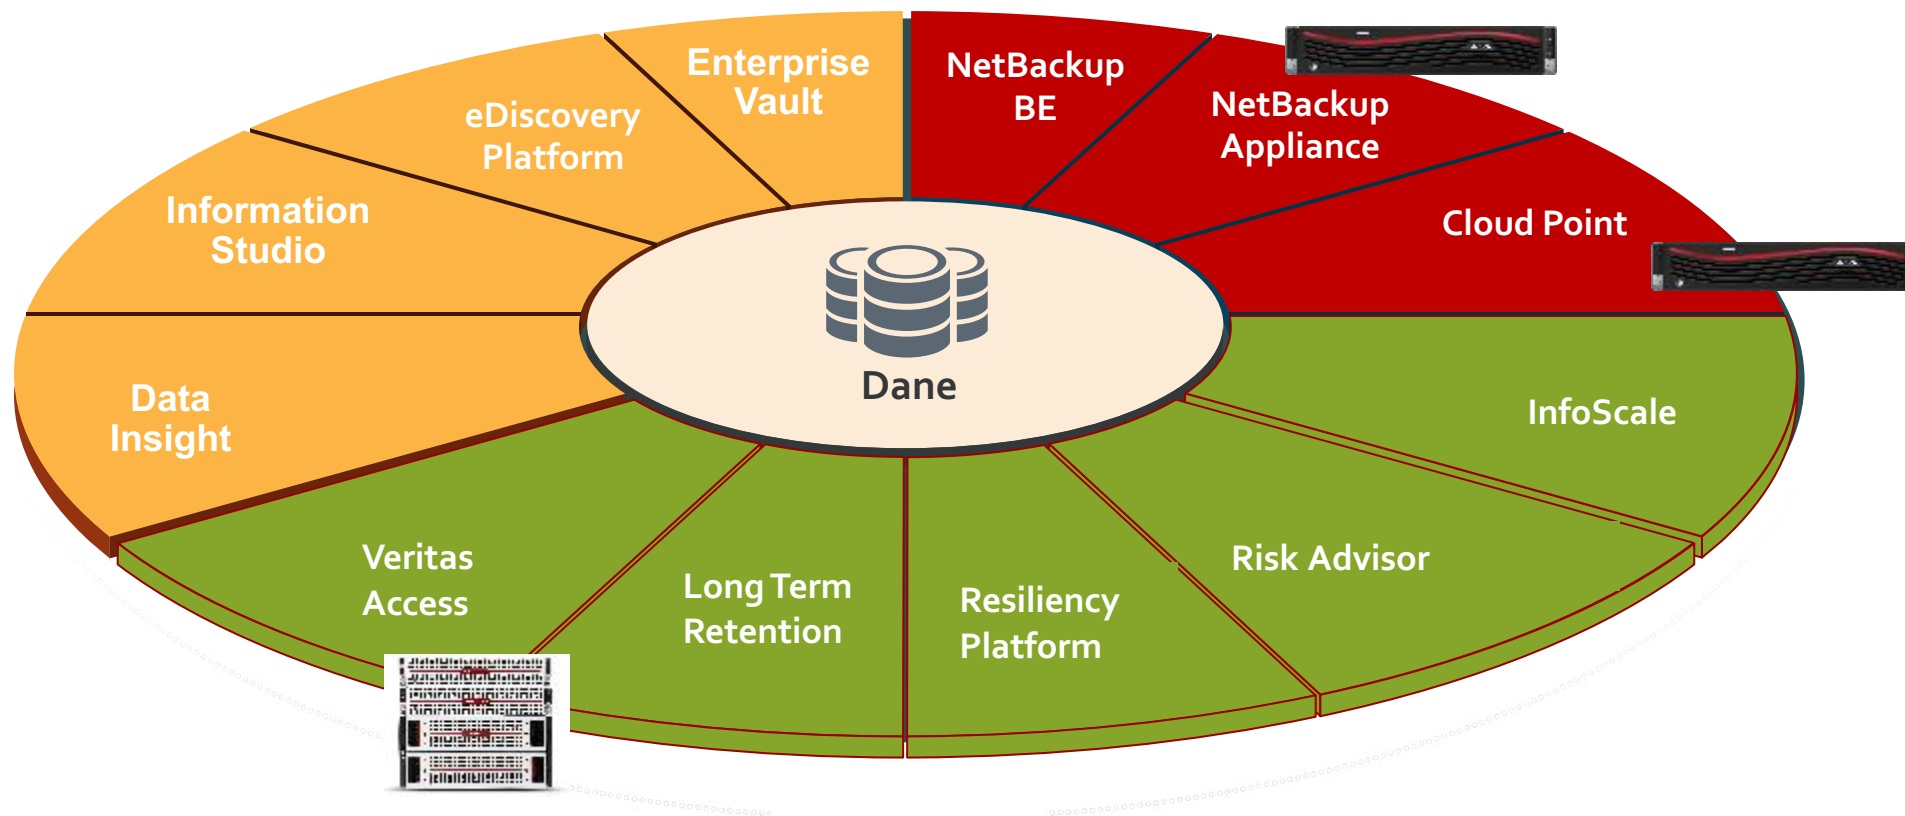 Enterprise
Vault
NetBackup
BE
eDiscovery
Platform
NetBackup
Appliance
Information
Studio
Cloud Point
Dane
Data
Insight
InfoScale
Veritas
Access
Long Term
Retention
Resiliency
Platform
Risk Advisor